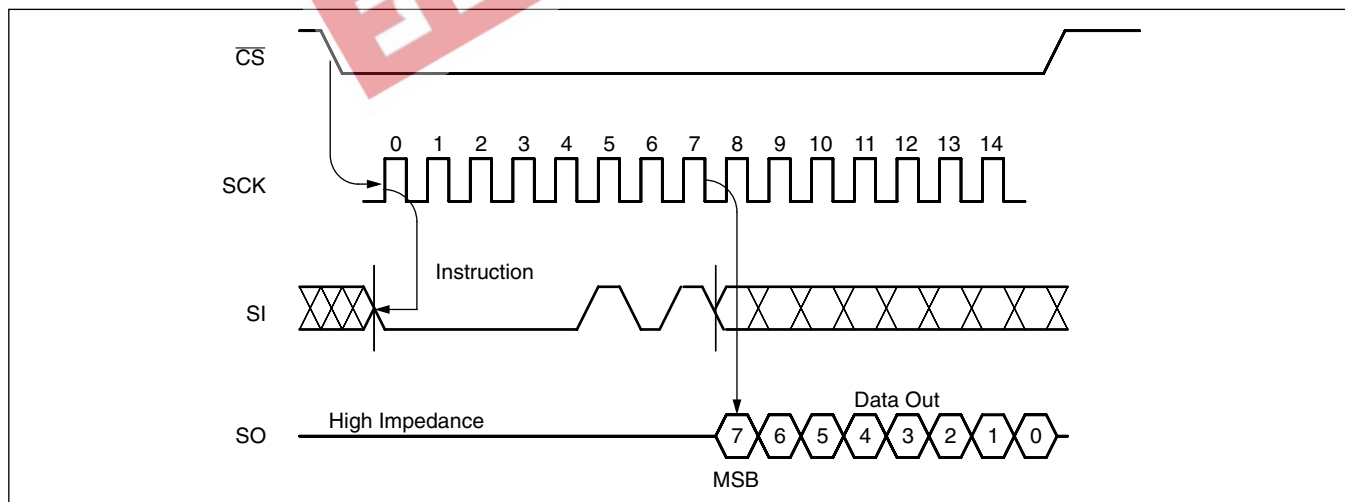 CS
0 1 2 3 4 5 6 7 8 9 10 11 12 13 14
SCK
Instruction
SI
Data Out
High Impedance
SO
7 6 5 4 3 2 1 0
MSB